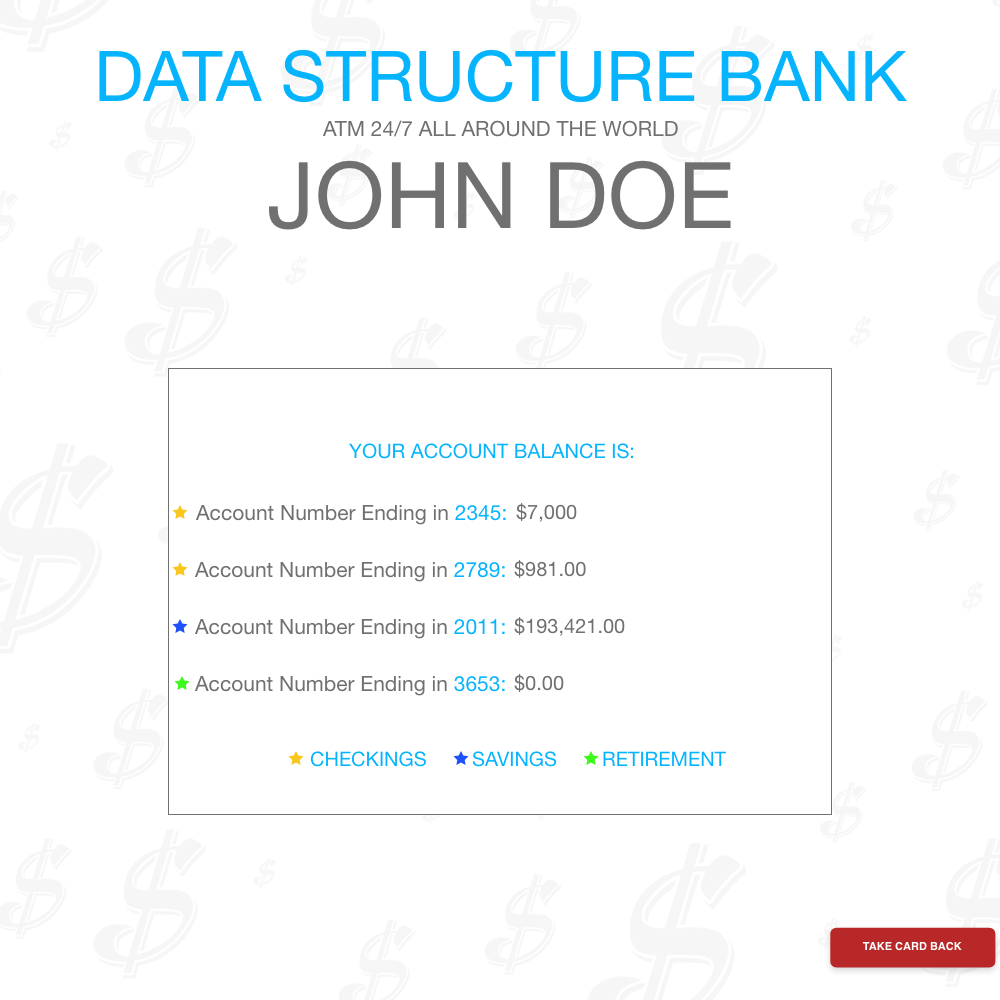 DATA STRUCTURE BANK
ATM 24/7 ALL AROUND THE WORLD
JOHN DOE
YOUR ACCOUNT BALANCE IS:
Account Number Ending in 2345: $7,000
Account Number Ending in 2789: $981.00
Account Number Ending in 2011: $193,421.00
Account Number Ending in 3653: $0.00
CHECKINGS SAVINGS RETIREMENT
TAKE CARD BACK